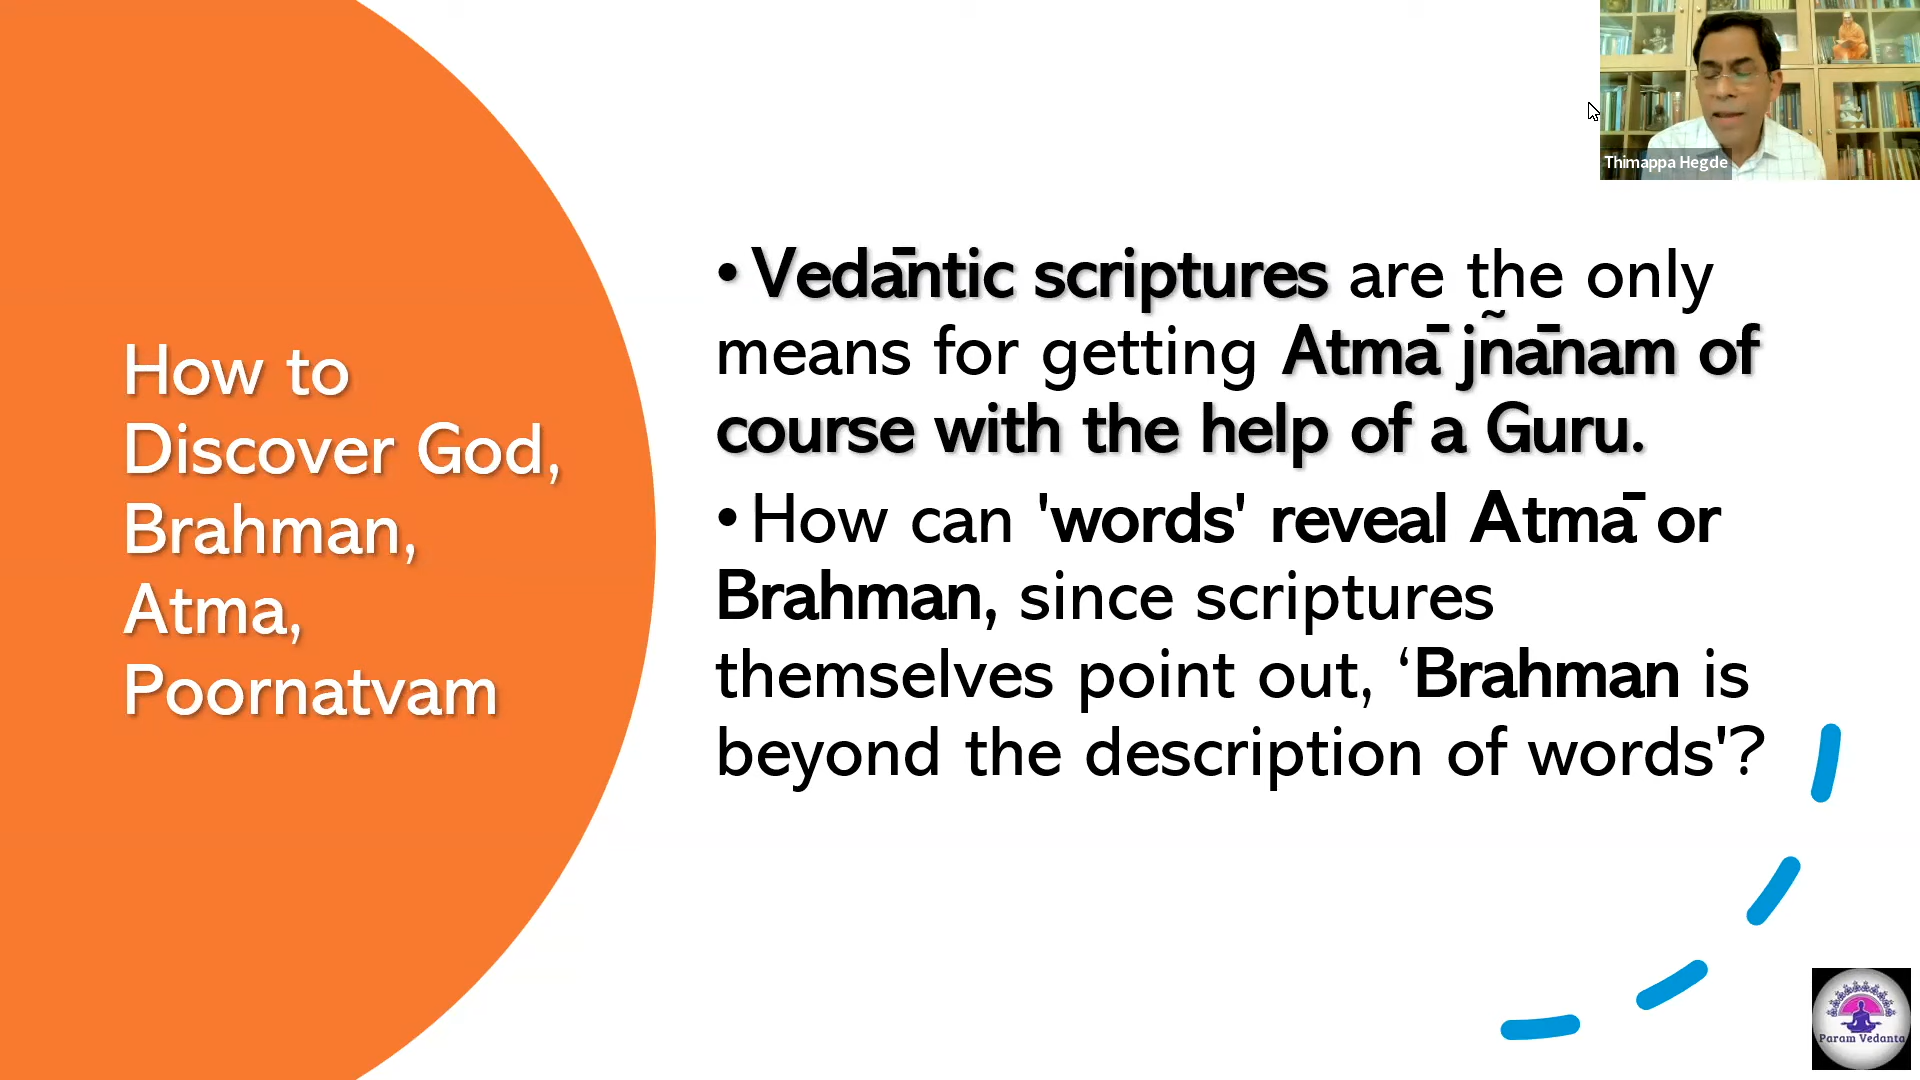 Thimappa Hegde
How to
Discover God,
Brahman,
Atma,
Poornatvam
• Vedāntic scriptures are the only
means for getting Atmā jñānam of
course with the help of a Guru.
• How can 'words' reveal Atmā or
Brahman, since scriptures
themselves point out, ‘Brahman is
beyond the description of words'?
Param Vedanta